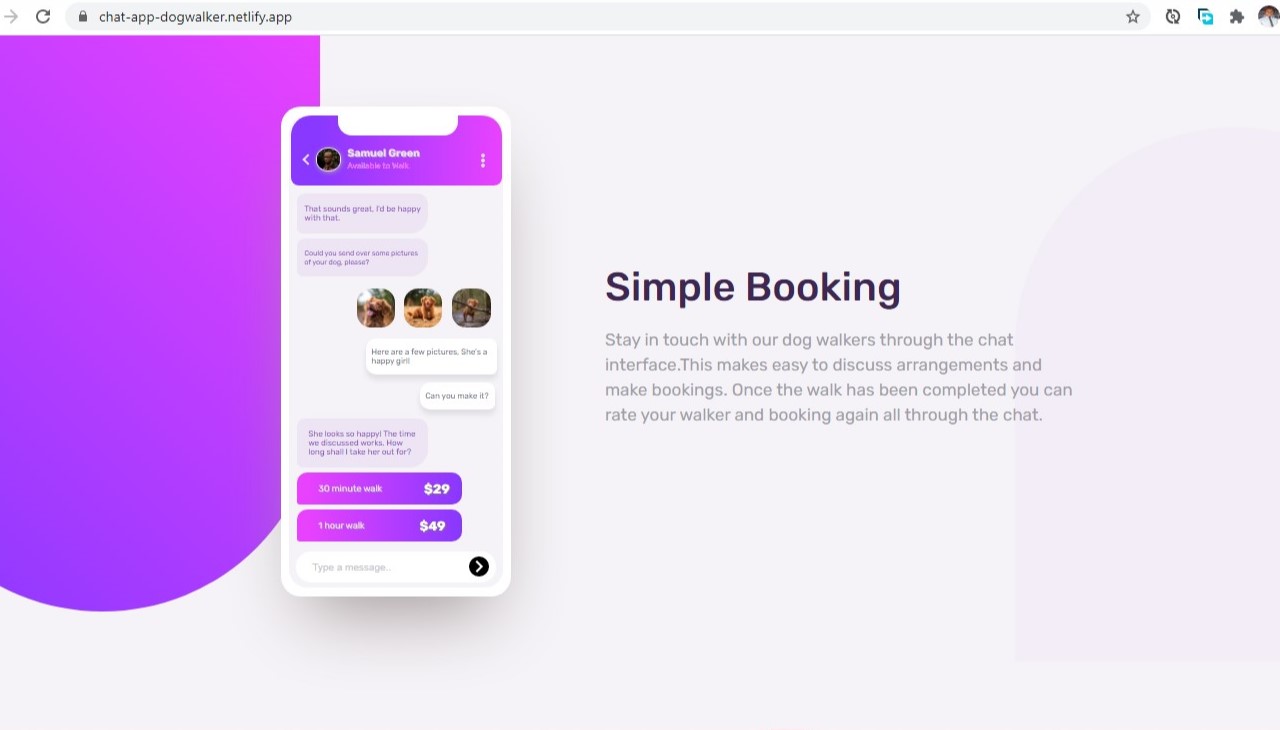 chat-app-dogwalker.netlify.app
Samuel Green
Available to Walk
That sounds great, I'd be happy
with that.
Could you send over some pictures
of your dog, please?
Here are a few pictures, She's a
happy girl!
Can you make it?
She looks so happy! The time
we discussed works. How
long shall I take her out for?
30 minute walk $29
1 hour walk $49
Type a message..
Simple Booking
Stay in touch with our dog walkers through the chat
interface.This makes easy to discuss arrangements and
make bookings. Once the walk has been completed you can
rate your walker and booking again all through the chat.